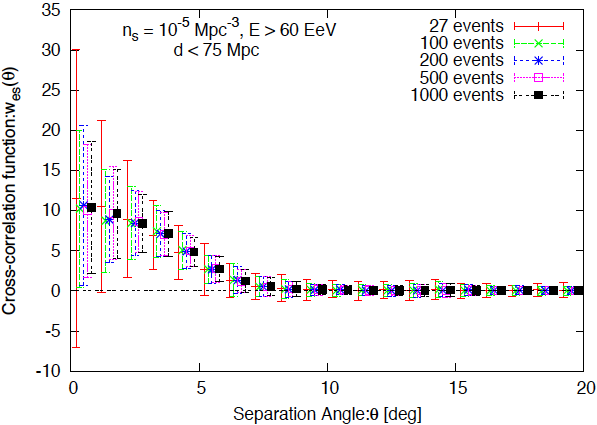 35
30
25
20
15
10
5
0
-5
-10
0 5 10 15 20
Cross-correlation function:wes(θ)
Separation Angle:θ [deg]
ns = 10-5 Mpc-3, E > 60 EeV
d < 75 Mpc
27 events
100 events
200 events
500 events
1000 events